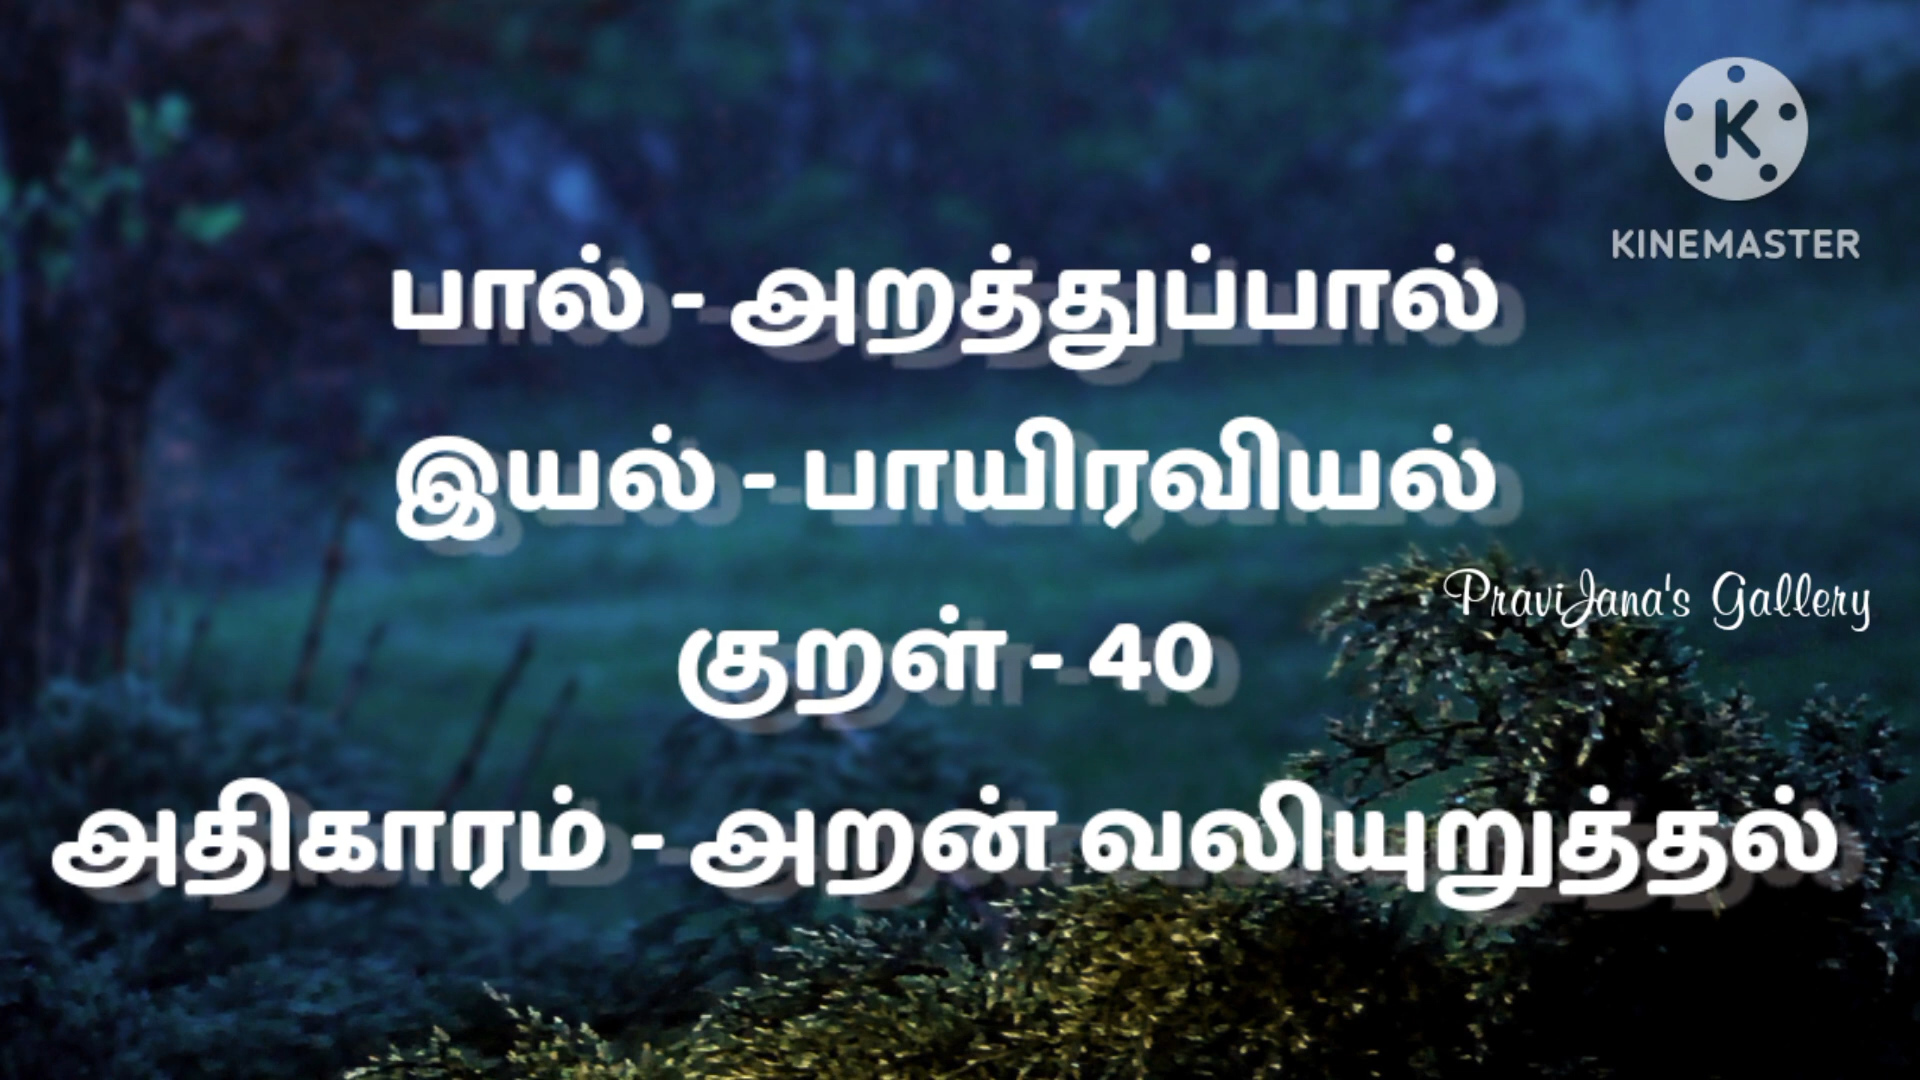 KINEMASTER
பால் - அறத்துப்பால்
இயல் - பாயிரவியல்
PraviJana's Gallery
குறள் - 40
அதிகாரம் - அறன் வலியுறுத்தல்